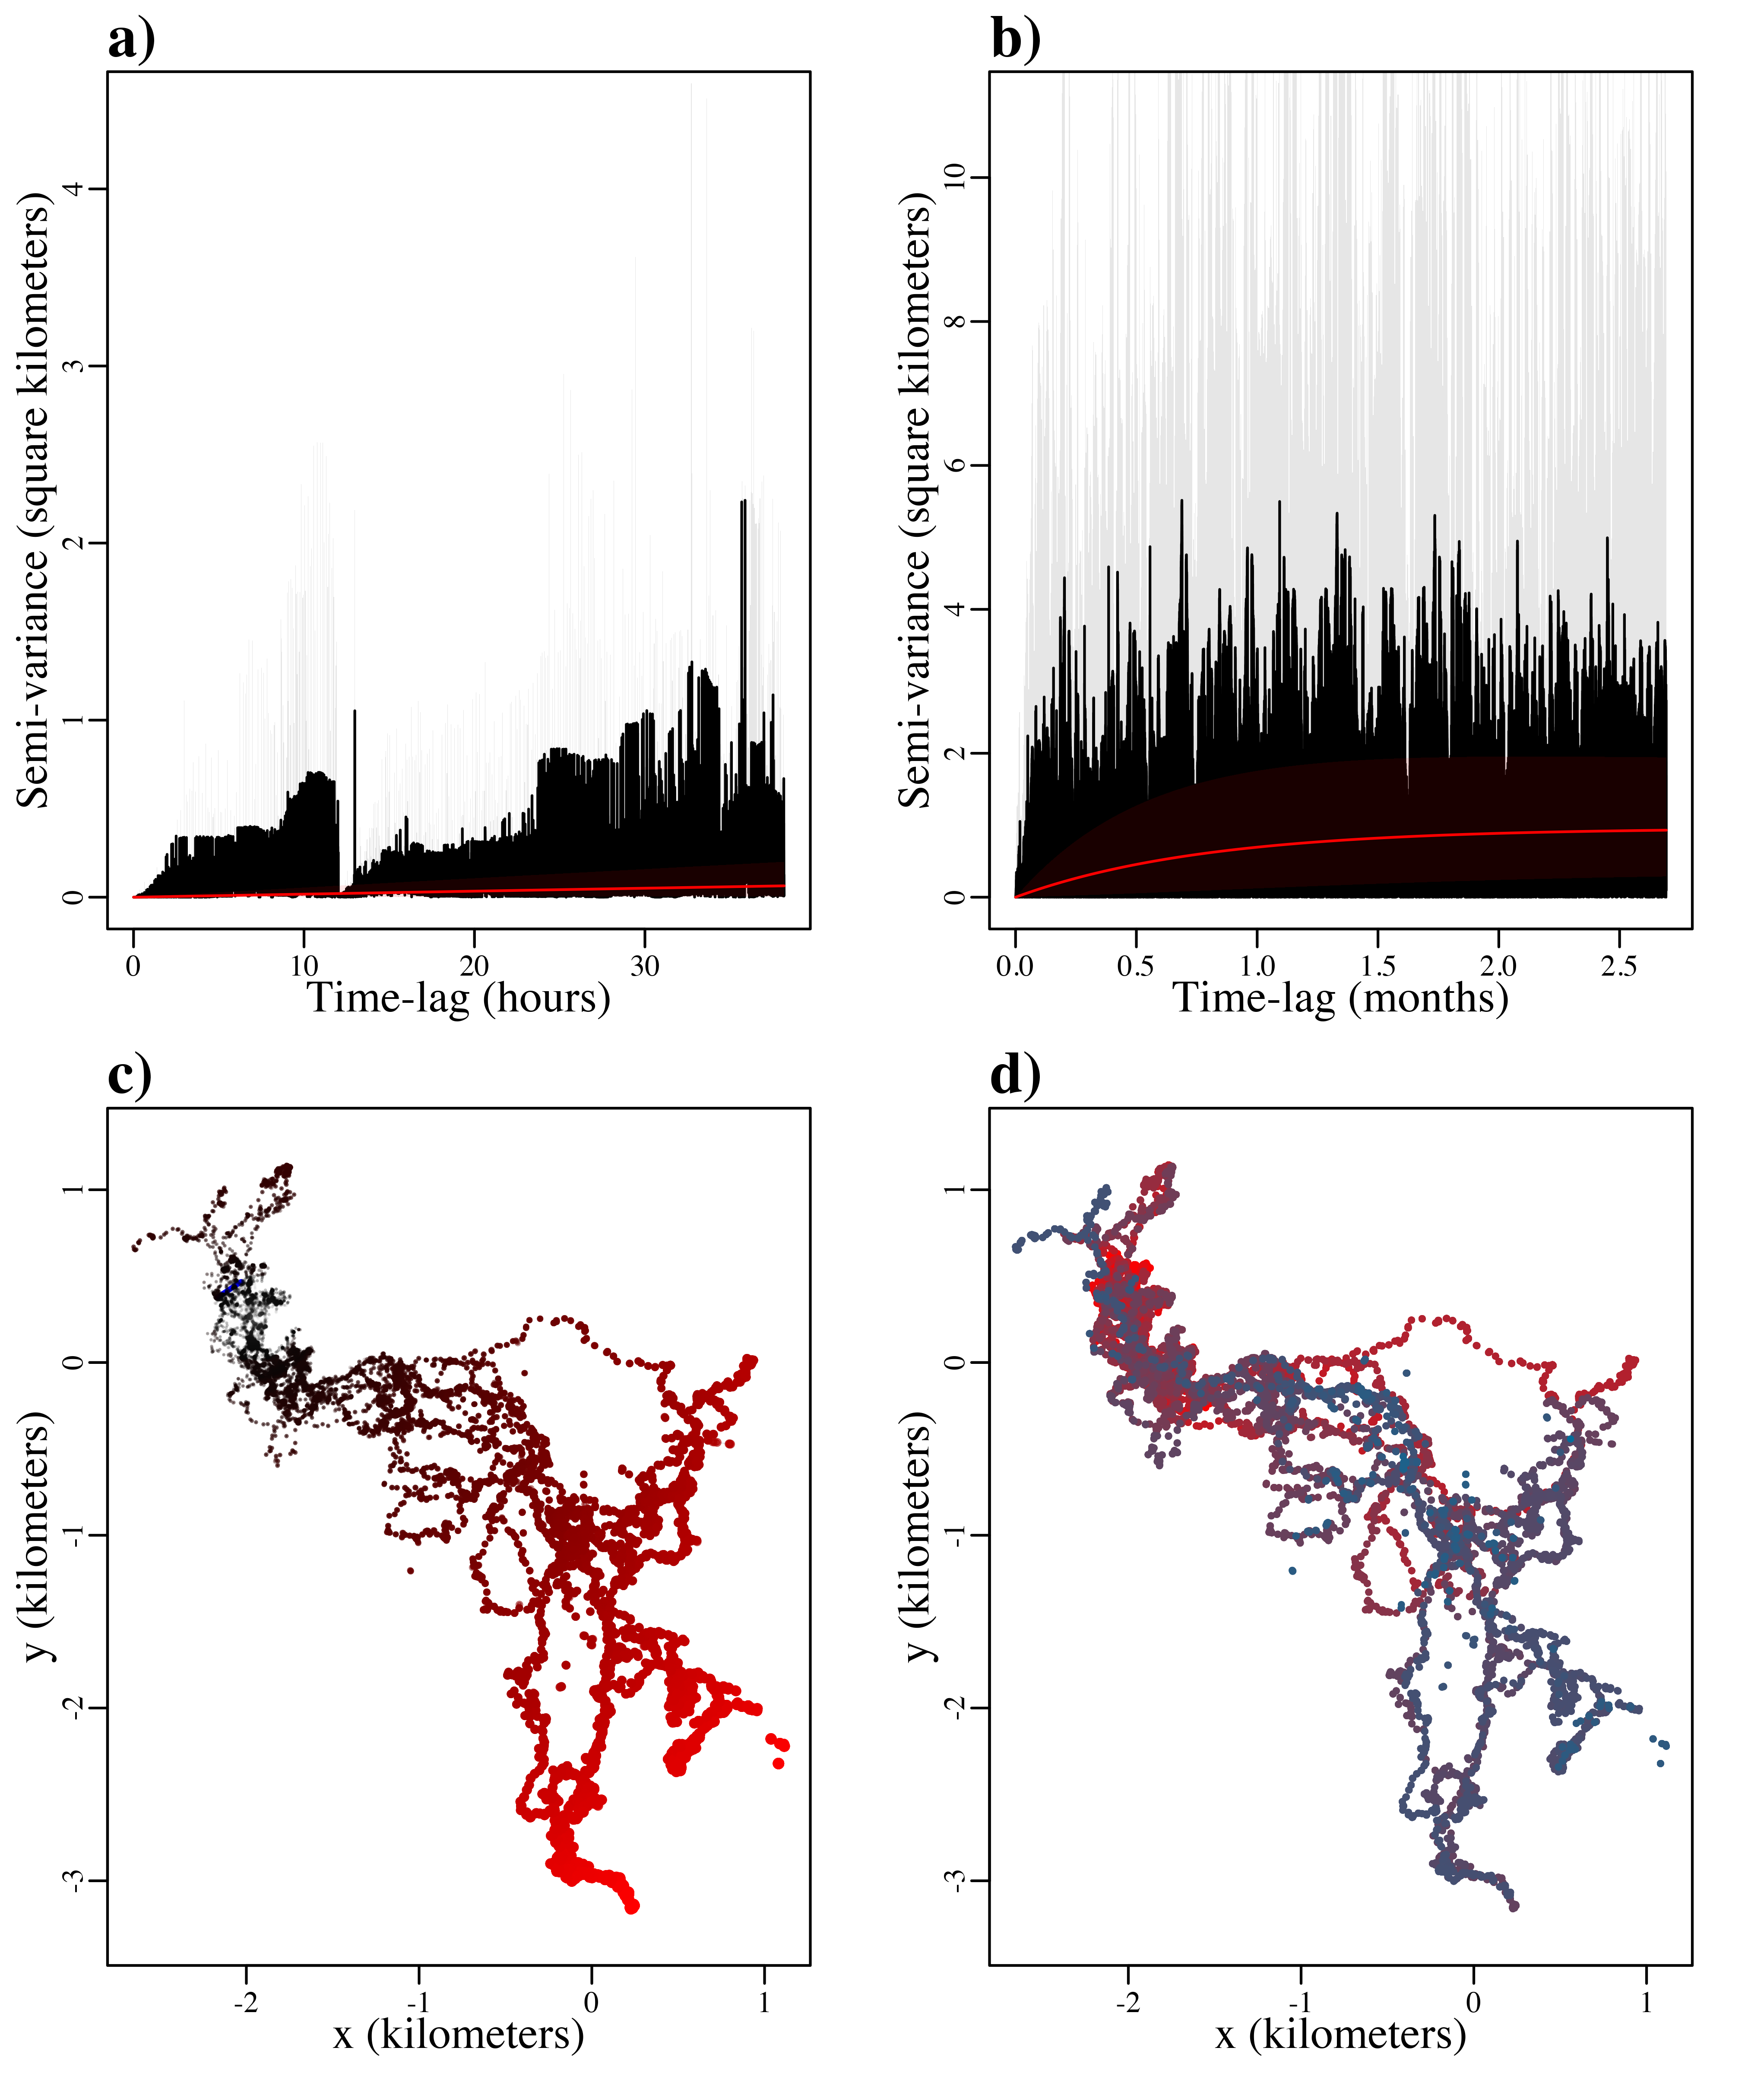 a)
Semi-variance (square kilometers)
4
3
2
1
0
0 10 20 30
Time-lag (hours)
b)
Semi-variance (square kilometers)
10
8
6
4
2
0
0.0 0.5 1.0 1.5 2.0 2.5
Time-lag (months)
c)
y (kilometers)
1
0
-1
-2
-3
-2 -1 0 1
x (kilometers)
d)
y (kilometers)
1
0
-1
-2
-3
-2 -1 0 1
x (kilometers)